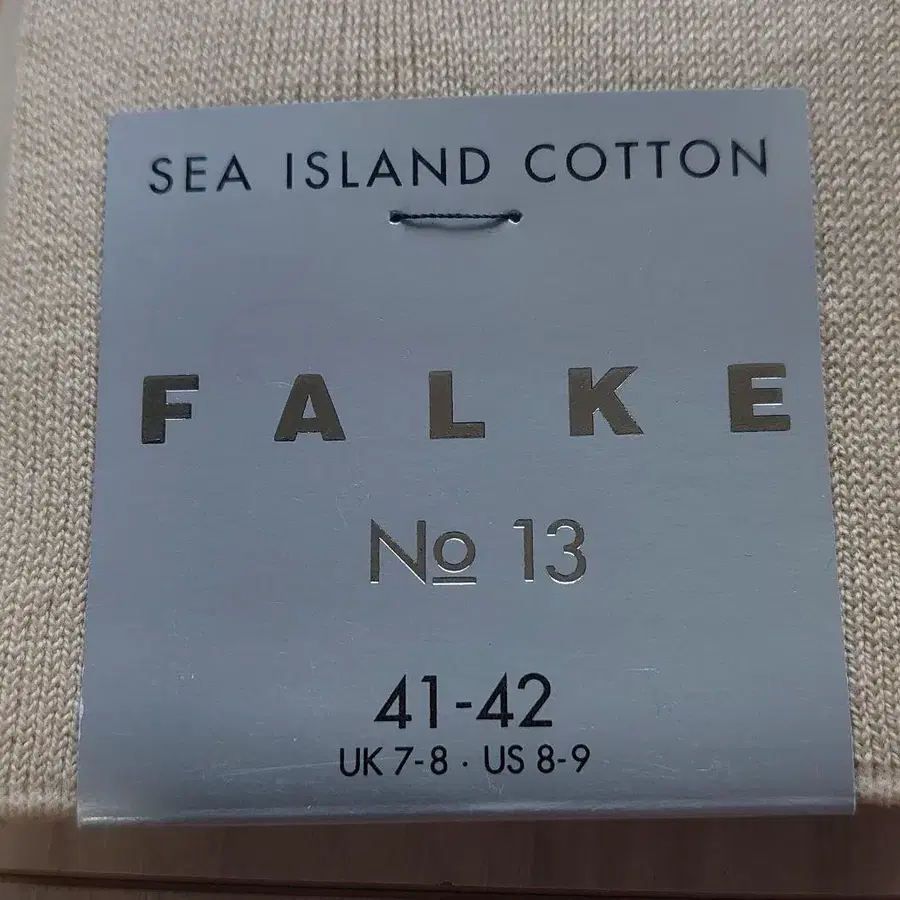 SEA ISLAND COTTON
FALKE
No 13
41-42
UK 7-8 · US 8-9